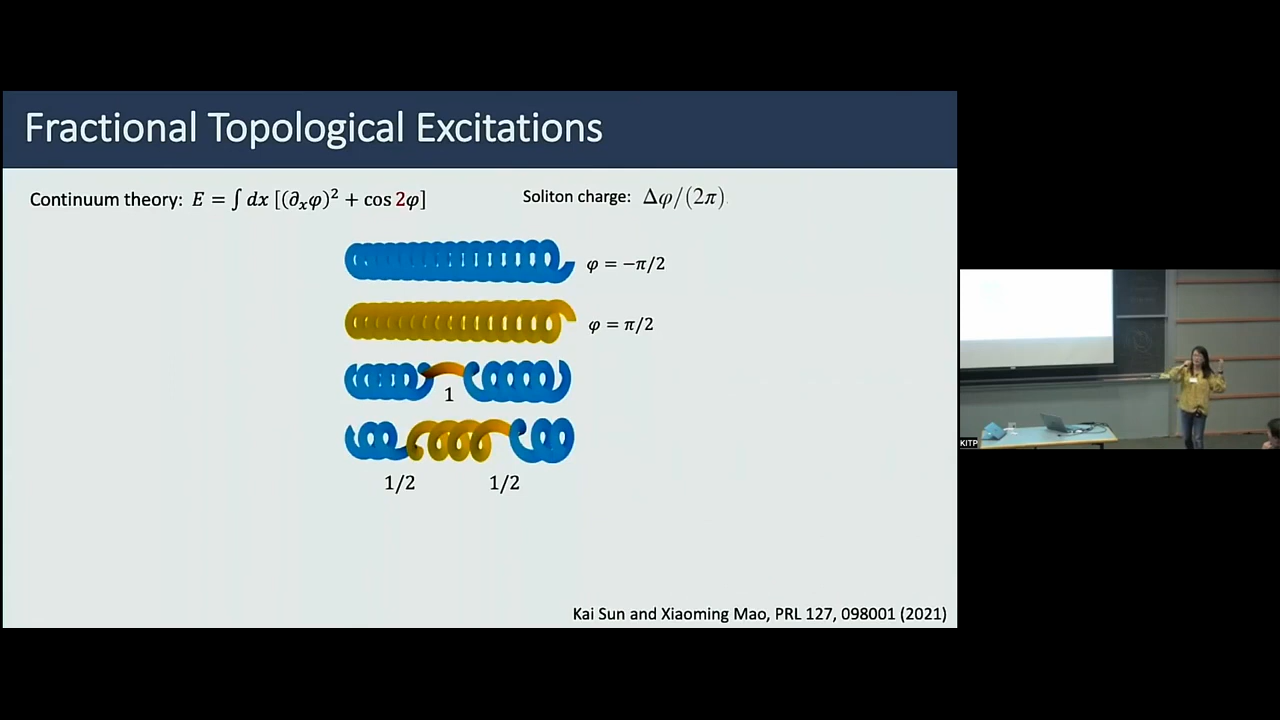 Fractional Topological Excitations
Continuum theory: E = ∫ dx [(∂ₓφ)² + cos 2φ]
Soliton charge: Δφ/(2π)
φ = −π/2
φ = π/2
1
1/2 1/2
Kai Sun and Xiaoming Mao, PRL 127, 098001 (2021)
KITP